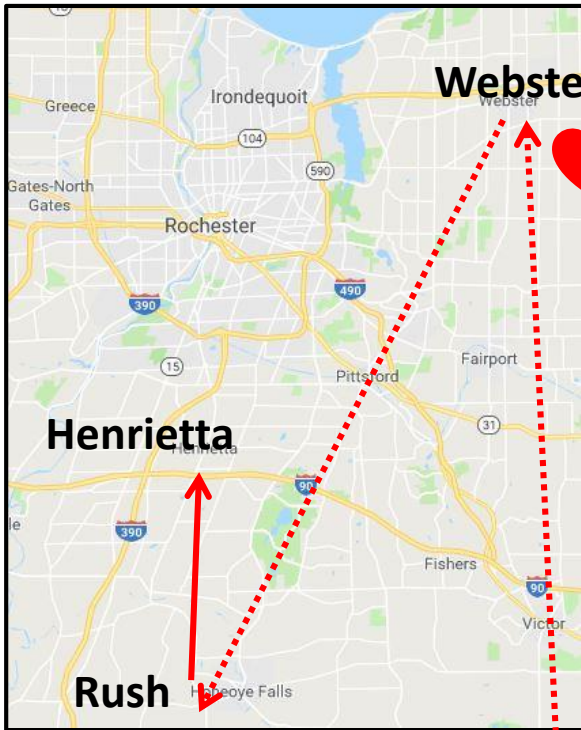 Webste
Webster
Greece
Irondequoit
104
590
Gates-North
Gates
Rochester
390
490
15
Fairport
Pittsford
31
Henrietta
Henrietta
90
le
390
Fishers
90
Victor
Rush
Honeoye Falls